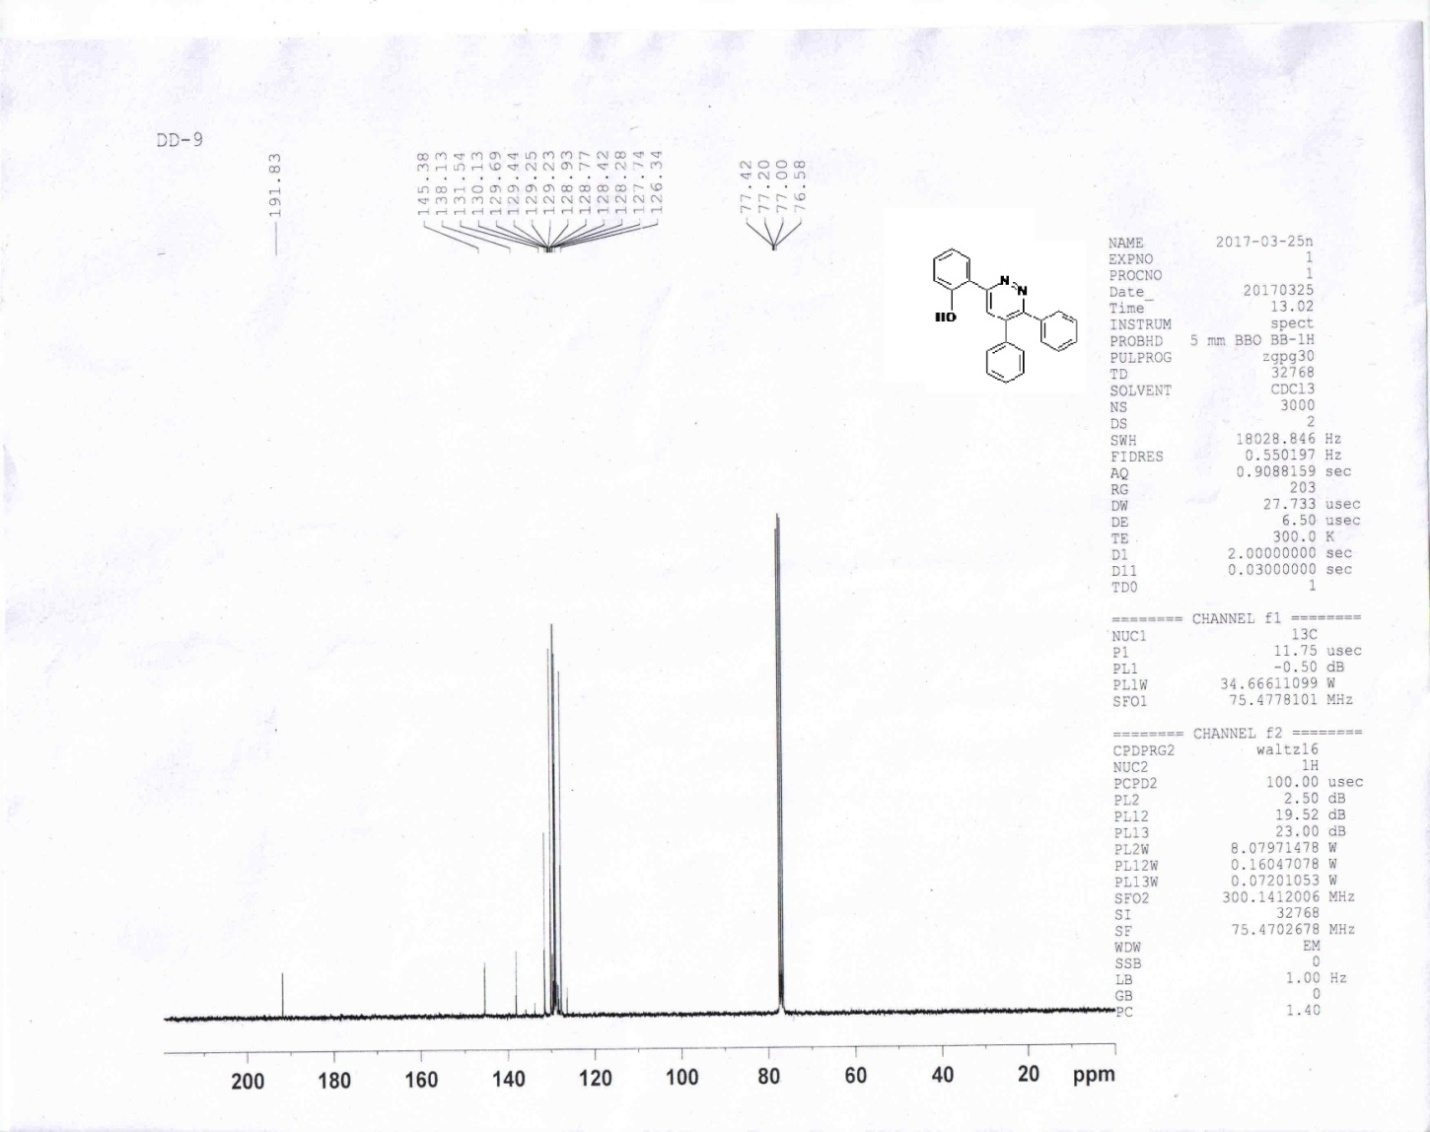 DD-9
191.83
145.38
138.13
131.54
130.13
129.69
129.44
129.25
129.23
128.93
128.77
128.42
128.28
127.74
126.34
77.42
77.20
77.00
76.58
N
N
HO
NAME 2017-03-25n
EXPNO 1
PROCNO 1
Date_ 20170325
Time 13.02
INSTRUM spect
PROBHD 5 mm BBO BB-1H
PULPROG zgpg30
TD 32768
SOLVENT CDCl3
NS 3000
DS 2
SWH 18028.846 Hz
FIDRES 0.550197 Hz
AQ 0.9088159 sec
RG 203
DW 27.733 usec
DE 6.50 usec
TE 300.0 K
D1 2.00000000 sec
D11 0.03000000 sec
TD0 1
======== CHANNEL f1 ========
NUC1 13C
P1 11.75 usec
PL1 -0.50 dB
PL1W 34.66611099 W
SFO1 75.4778101 MHz
======== CHANNEL f2 ========
CPDPRG2 waltz16
NUC2 1H
PCPD2 100.00 usec
PL2 2.50 dB
PL12 19.52 dB
PL13 23.00 dB
PL2W 8.07971478 W
PL12W 0.16047078 W
PL13W 0.07201053 W
SFO2 300.1412006 MHz
SI 32768
SF 75.4702678 MHz
WDW EM
SSB 0
LB 1.00 Hz
GB 0
PC 1.40
200 180 160 140 120 100 80 60 40 20 ppm